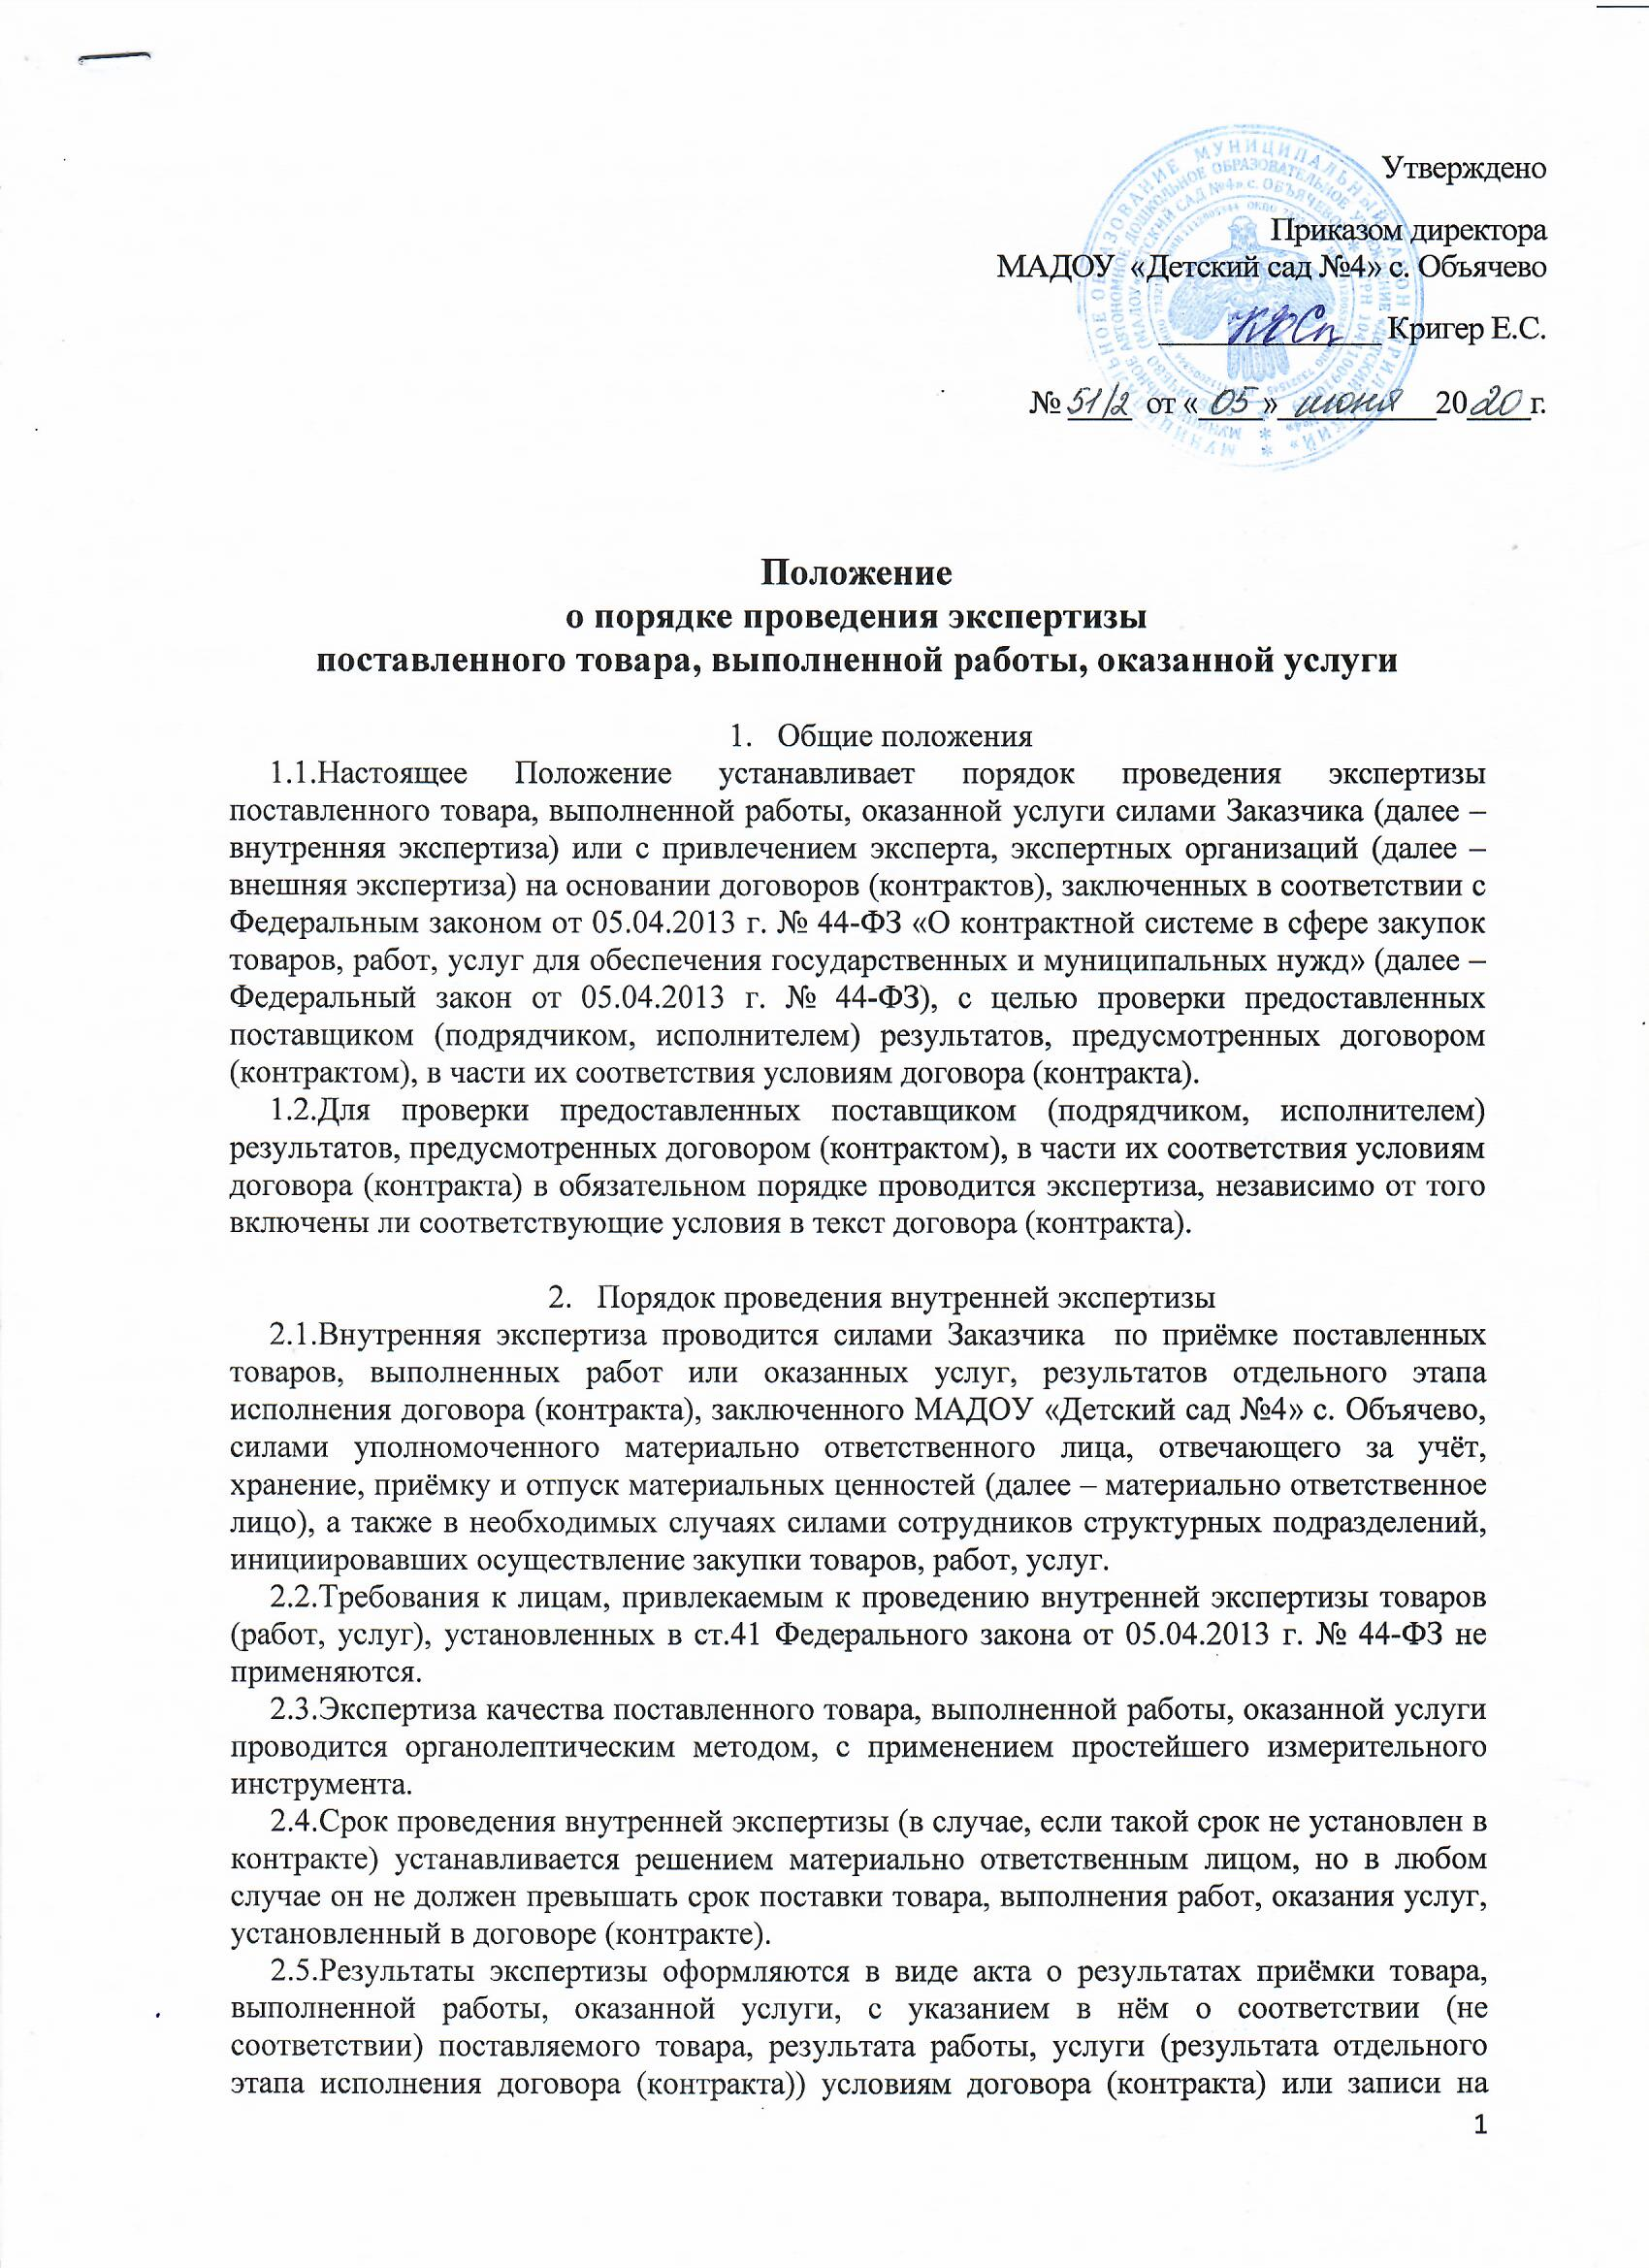 Утверждено
Приказом директора
МАДОУ «Детский сад №4» с. Объячево
Кригер Е.С.
№ 51/2 от « 05 » июня 2020 г.
Положение
о порядке проведения экспертизы
поставленного товара, выполненной работы, оказанной услуги
1. Общие положения
1.1.Настоящее Положение устанавливает порядок проведения экспертизы
поставленного товара, выполненной работы, оказанной услуги силами Заказчика (далее –
внутренняя экспертиза) или с привлечением эксперта, экспертных организаций (далее –
внешняя экспертиза) на основании договоров (контрактов), заключенных в соответствии с
Федеральным законом от 05.04.2013 г. № 44-ФЗ «О контрактной системе в сфере закупок
товаров, работ, услуг для обеспечения государственных и муниципальных нужд» (далее –
Федеральный закон от 05.04.2013 г. № 44-ФЗ), с целью проверки предоставленных
поставщиком (подрядчиком, исполнителем) результатов, предусмотренных договором
(контрактом), в части их соответствия условиям договора (контракта).
1.2.Для проверки предоставленных поставщиком (подрядчиком, исполнителем)
результатов, предусмотренных договором (контрактом), в части их соответствия условиям
договора (контракта) в обязательном порядке проводится экспертиза, независимо от того
включены ли соответствующие условия в текст договора (контракта).
2. Порядок проведения внутренней экспертизы
2.1.Внутренняя экспертиза проводится силами Заказчика по приёмке поставленных
товаров, выполненных работ или оказанных услуг, результатов отдельного этапа
исполнения договора (контракта), заключенного МАДОУ «Детский сад №4» с. Объячево,
силами уполномоченного материально ответственного лица, отвечающего за учёт,
хранение, приёмку и отпуск материальных ценностей (далее – материально ответственное
лицо), а также в необходимых случаях силами сотрудников структурных подразделений,
инициировавших осуществление закупки товаров, работ, услуг.
2.2.Требования к лицам, привлекаемым к проведению внутренней экспертизы товаров
(работ, услуг), установленных в ст.41 Федерального закона от 05.04.2013 г. № 44-ФЗ не
применяются.
2.3.Экспертиза качества поставленного товара, выполненной работы, оказанной услуги
проводится органолептическим методом, с применением простейшего измерительного
инструмента.
2.4.Срок проведения внутренней экспертизы (в случае, если такой срок не установлен в
контракте) устанавливается решением материально ответственным лицом, но в любом
случае он не должен превышать срок поставки товара, выполнения работ, оказания услуг,
установленный в договоре (контракте).
2.5.Результаты экспертизы оформляются в виде акта о результатах приёмки товара,
выполненной работы, оказанной услуги, с указанием в нём о соответствии (не
соответствии) поставляемого товара, результата работы, услуги (результата отдельного
этапа исполнения договора (контракта)) условиям договора (контракта) или записи на
1